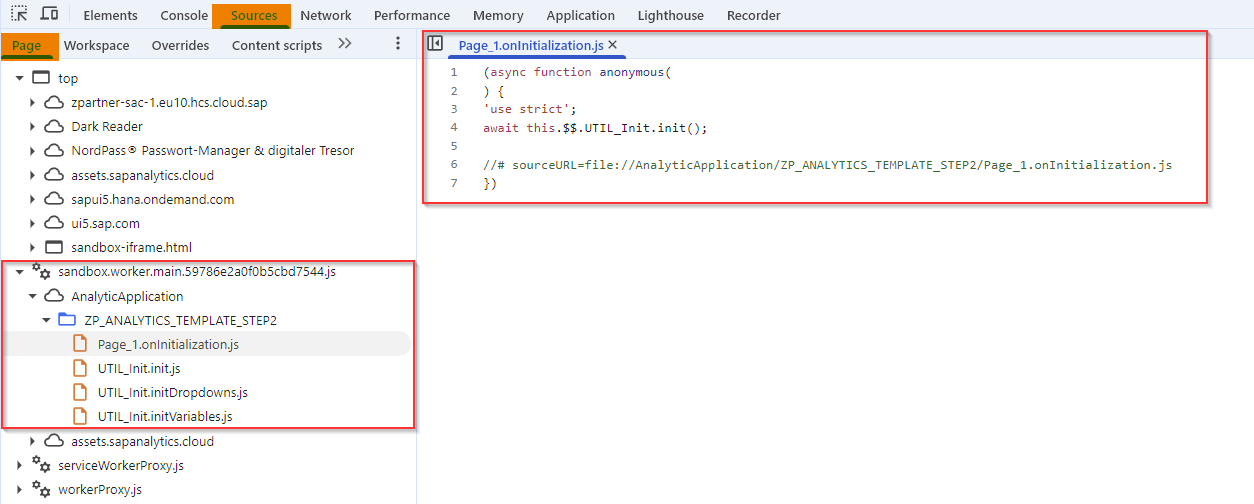 Elements Console Sources Network Performance Memory Application Lighthouse Recorder
Page Workspace Overrides Content scripts
top
zpartner-sac-1.eu10.hcs.cloud.sap
Dark Reader
NordPass® Passwort-Manager & digitaler Tresor
assets.sapanalytics.cloud
sapui5.hana.ondemand.com
ui5.sap.com
sandbox-iframe.html
sandbox.worker.main.59786e2a0f0b5cbd7544.js
AnalyticApplication
ZP_ANALYTICS_TEMPLATE_STEP2
Page_1.onInitialization.js
UTIL_Init.init.js
UTIL_Init.initDropdowns.js
UTIL_Init.initVariables.js
assets.sapanalytics.cloud
serviceWorkerProxy.js
workerProxy.js
Page_1.onInitialization.js
1 (async function anonymous(
2 ) {
3 'use strict';
4 await this.$$.UTIL_Init.init();
5
6 //# sourceURL=file://AnalyticApplication/ZP_ANALYTICS_TEMPLATE_STEP2/Page_1.onInitialization.js
7 })